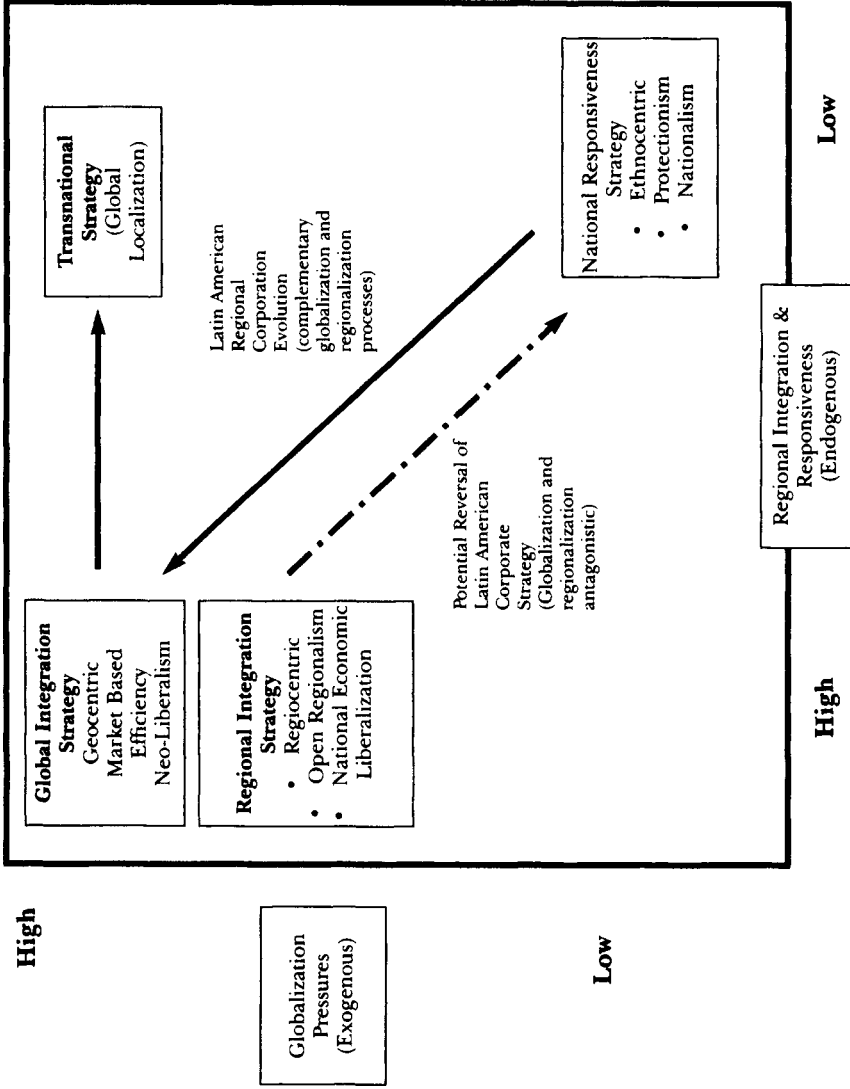 High
Globalization
Pressures
(Exogenous)
Low
Global Integration
Strategy
Geocentric
Market Based
Efficiency
Neo-Liberalism
Regional Integration
Strategy
• Regiocentric
• Open Regionalism
• National Economic
Liberalization
Transnational
Strategy
(Global
Localization)
Latin American
Regional
Corporation
Evolution
(complementary
globalization and
regionalization
processes)
Potential Reversal of
Latin American
Corporate
Strategy
(Globalization and
regionalization
antagonistic)
National Responsiveness
Strategy
• Ethnocentric
• Protectionism
• Nationalism
High
Regional Integration &
Responsiveness
(Endogenous)
Low